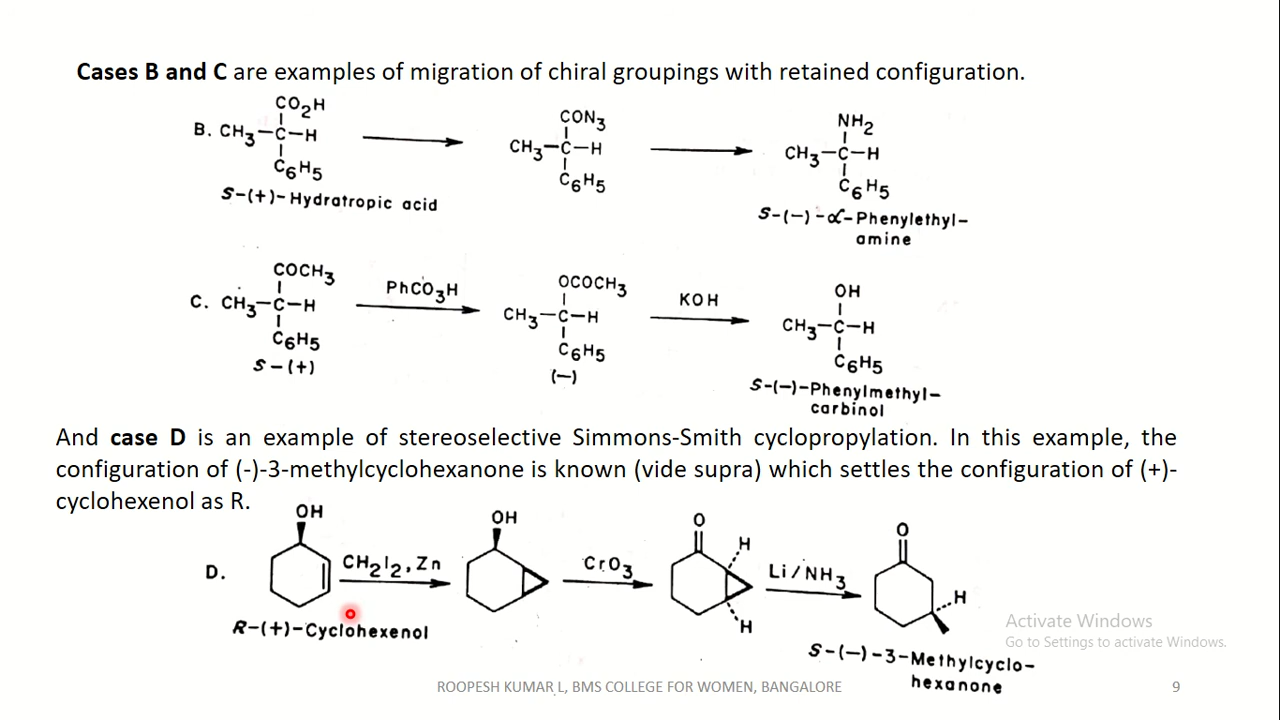 Cases B and C are examples of migration of chiral groupings with retained configuration.
CO2H
B. CH3–C–H
C6H5
S-(+)-Hydratropic acid
CON3
CH3–C–H
C6H5
NH2
CH3–C–H
C6H5
S-(–)-α-Phenylethyl-
amine
COCH3
C. CH3–C–H
C6H5
S-(+)
PhCO3H
OCOCH3
CH3–C–H
C6H5
(–)
KOH
OH
CH3–C–H
C6H5
S-(–)-Phenylmethyl-
carbinol
And case D is an example of stereoselective Simmons-Smith cyclopropylation. In this example, the
configuration of (-)-3-methylcyclohexanone is known (vide supra) which settles the configuration of (+)-
cyclohexenol as R.
D.
OH
R-(+)-Cyclohexenol
CH2I2, Zn
OH
CrO3
O
H
H
Li/NH3
O
H
S-(–)-3-Methylcyclo-
hexanone
Activate Windows
Go to Settings to activate Windows.
ROOPESH KUMAR L, BMS COLLEGE FOR WOMEN, BANGALORE
9